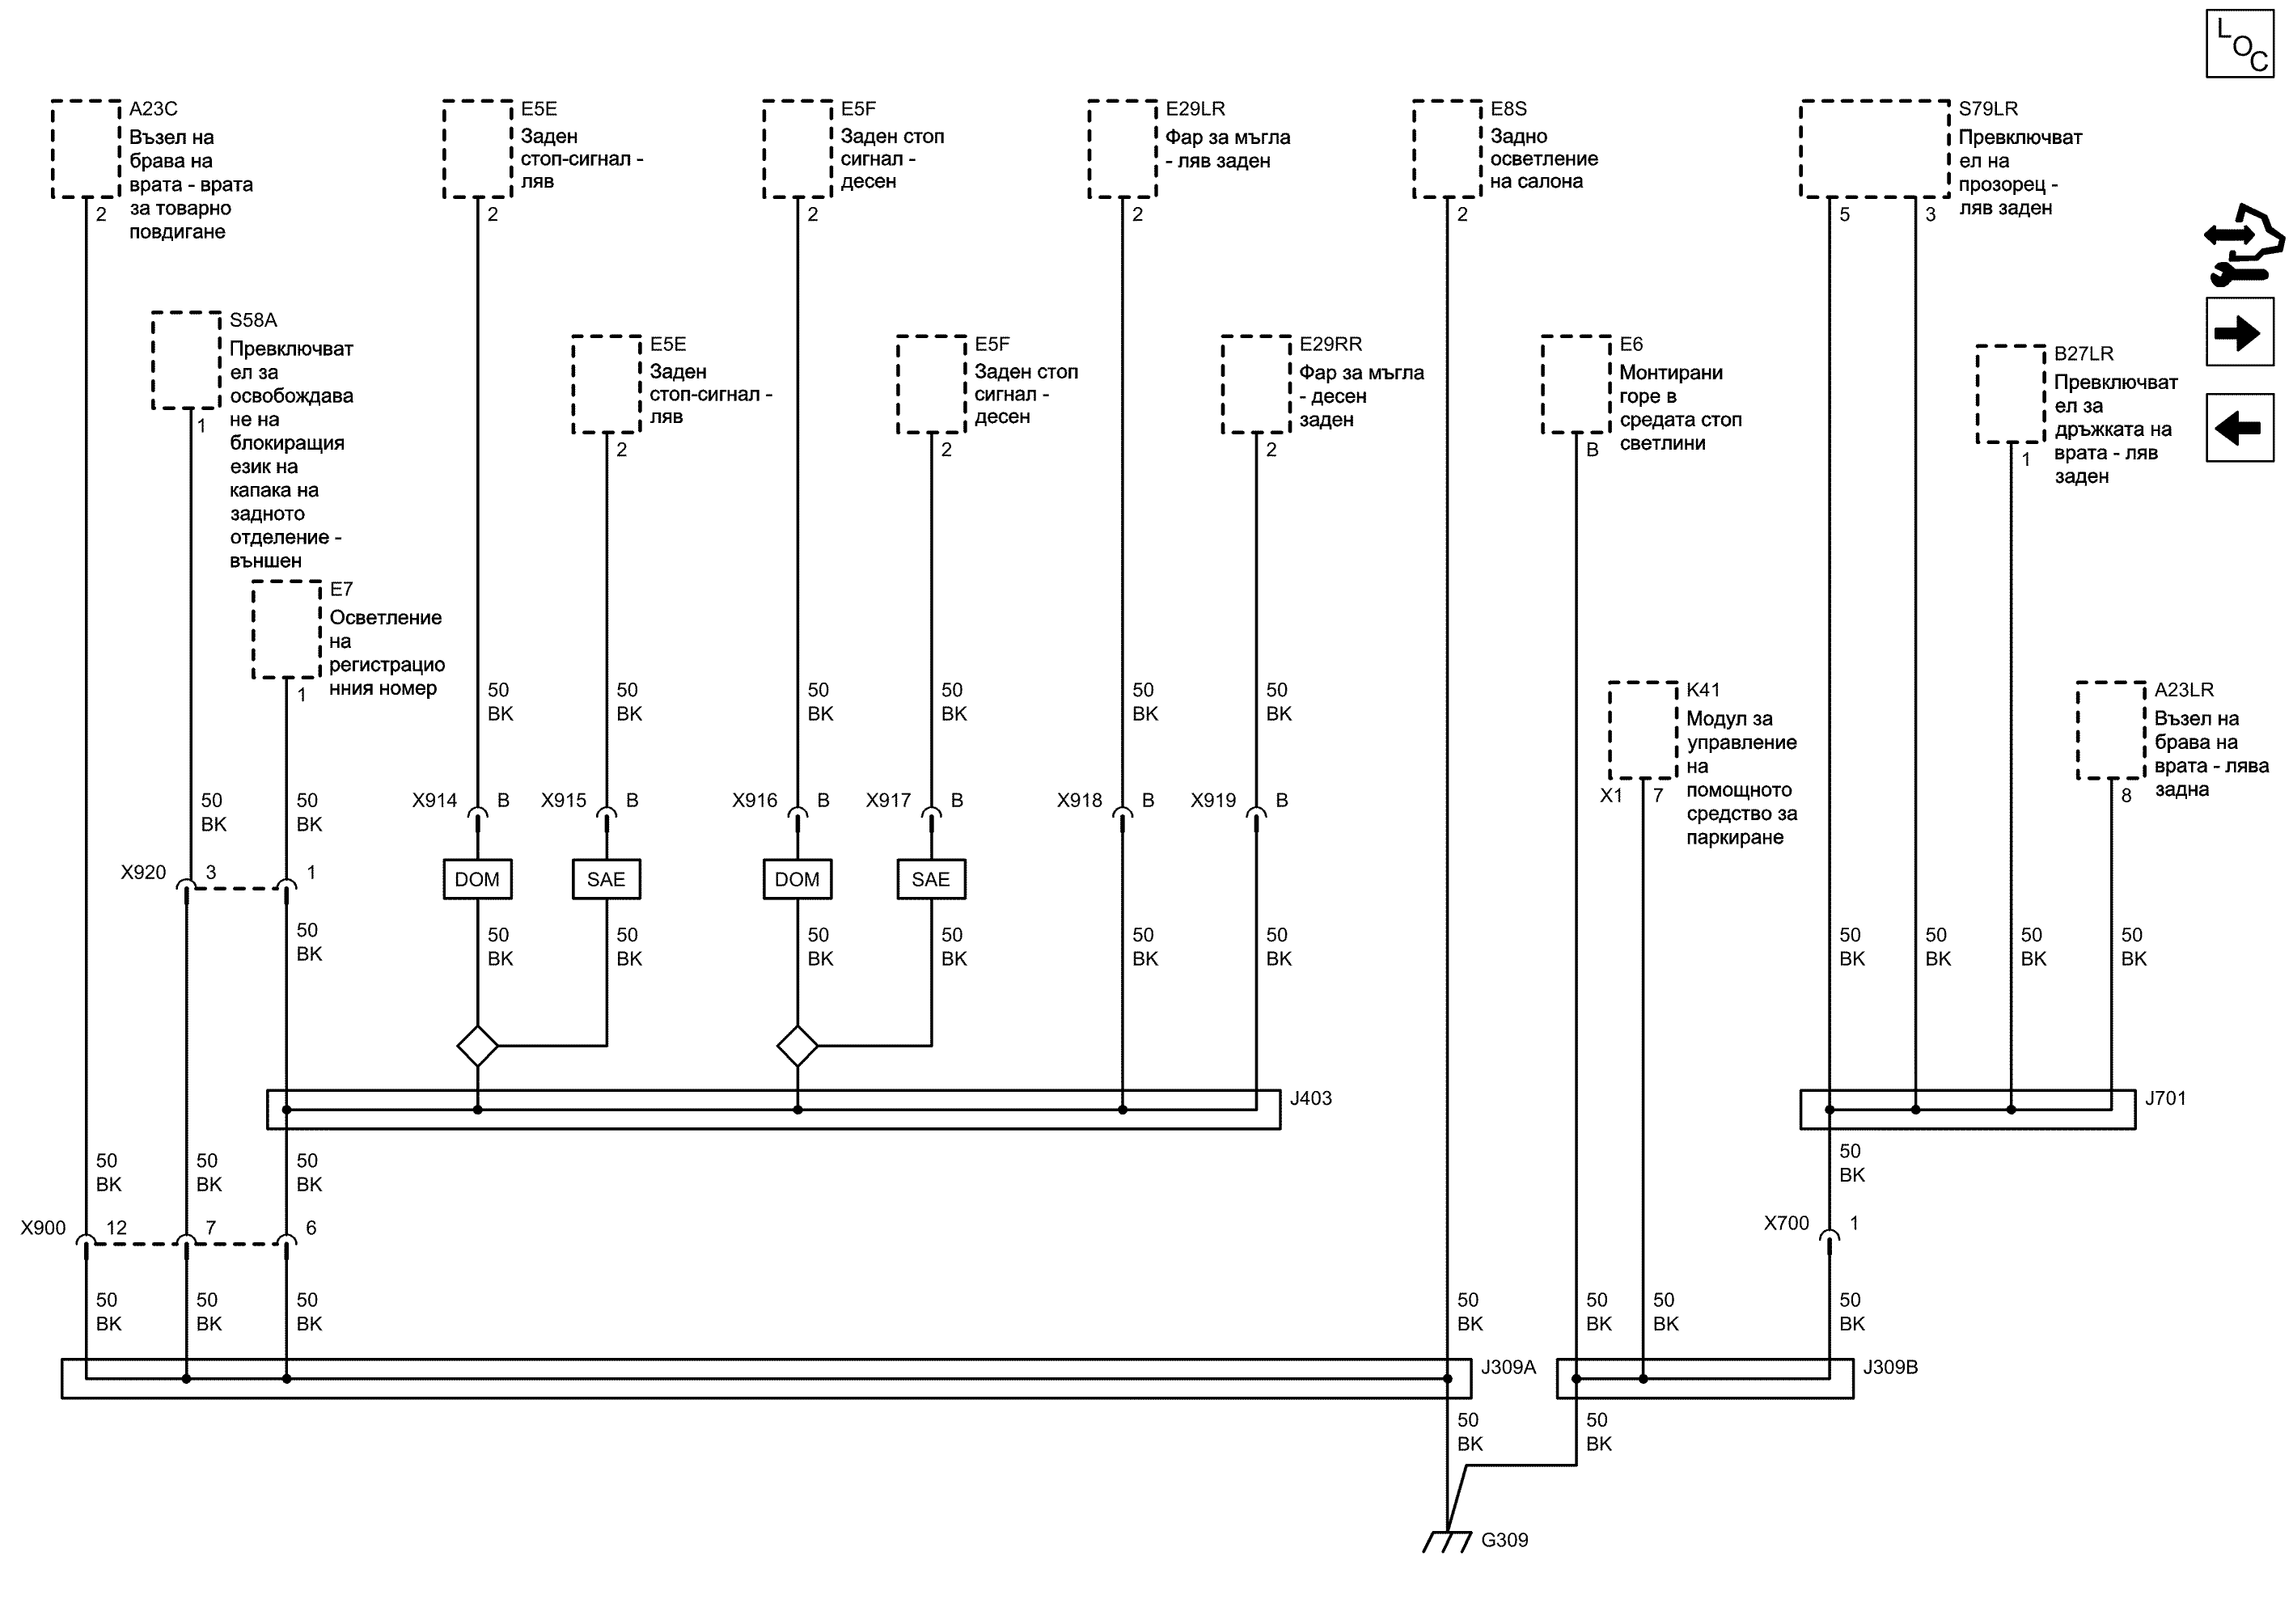 LOC
A23C
Възел на
брава на
врата - врата
за товарно
повдигане
2
E5E
Заден
стоп-сигнал -
ляв
2
E5F
Заден стоп
сигнал -
десен
2
E29LR
Фар за мъгла
- ляв заден
2
E8S
Задно
осветление
на салона
2
S79LR
Превключват
ел на
прозорец -
ляв заден
5
3
S58A
Превключват
ел за
освобождава
не на
блокиращия
език на
капака на
задното
отделение -
външен
1
E5E
Заден
стоп-сигнал -
ляв
2
E5F
Заден стоп
сигнал -
десен
2
E29RR
Фар за мъгла
- десен
заден
2
E6
Монтирани
горе в
средата стоп
светлини
B
B27LR
Превключват
ел за
дръжката на
врата - ляв
заден
1
E7
Осветление
на
регистрацио
нния номер
1
K41
Модул за
управление
на
помощното
средство за
паркиране
X1 7
A23LR
Възел на
брава на
врата - лява
задна
8
50 50 50 50 50 50
BK BK BK BK BK BK
50 50
BK BK
X914 B X915 B X916 B X917 B X918 B X919 B
X920 3 1
DOM SAE DOM SAE
50 50 50 50 50 50 50 50 50 50 50
BK BK BK BK BK BK BK BK BK BK BK
J403
J701
50 50 50 50
BK BK BK BK
X900 12 7 6
X700 1
50 50 50 50 50 50 50
BK BK BK BK BK BK BK
J309A
J309B
50 50
BK BK
G309